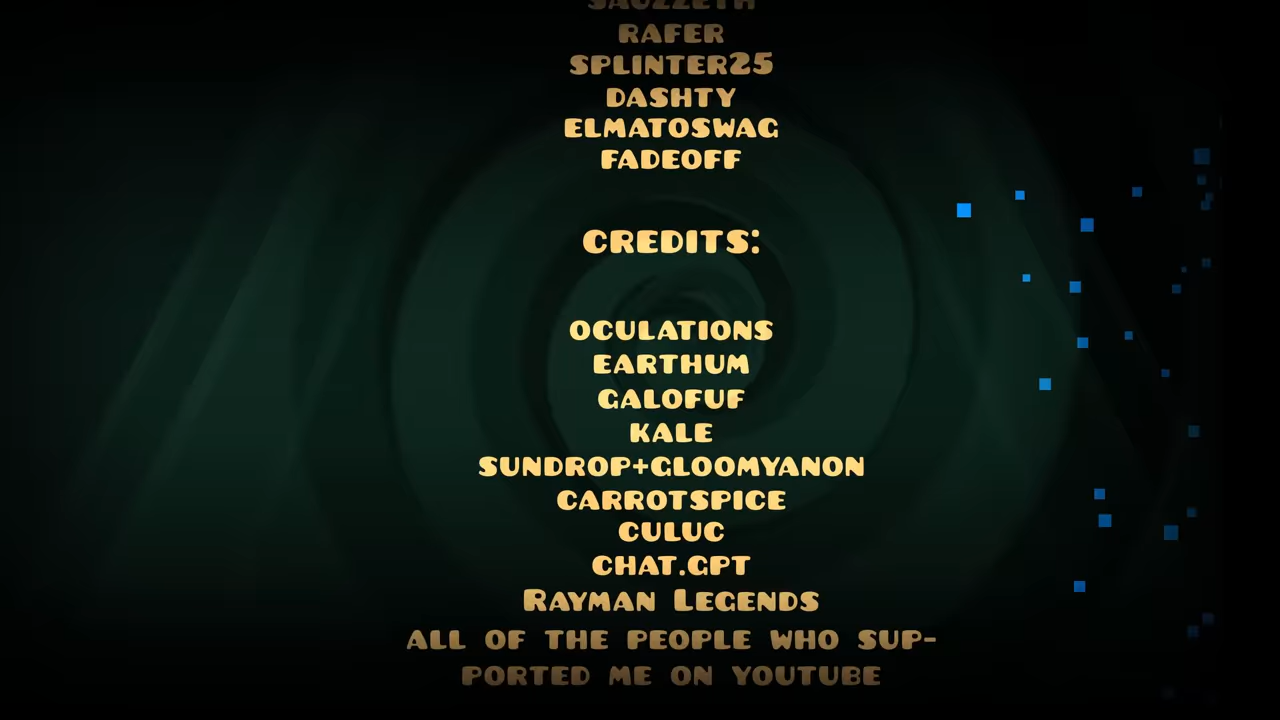 SAUZZETH
RAFER
SPLINTER25
DASHTY
ELMATOSWAG
FADEOFF
CREDITS:
OCULATIONS
EARTHUM
GALOFUF
KALE
SUNDROP+GLOOMYANON
CARROTSPICE
CULUC
CHAT.GPT
RAYMAN LEGENDS
ALL OF THE PEOPLE WHO SUP-
PORTED ME ON YOUTUBE